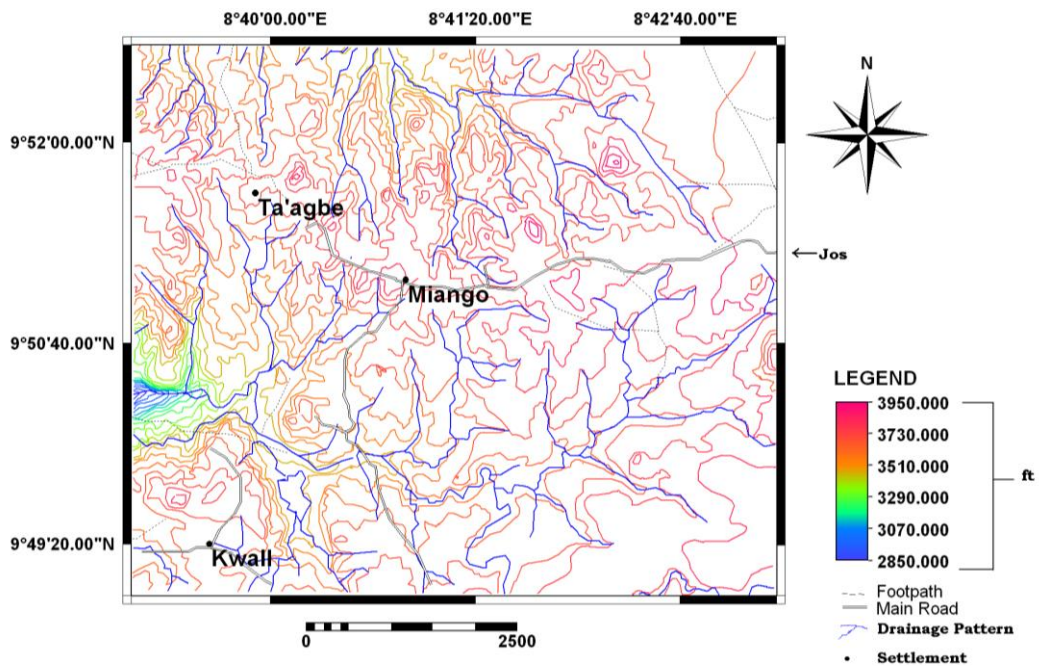 8°40'00.00"E 8°41'20.00"E 8°42'40.00"E
N
9°52'00.00"N
Ta'agbe
Jos
Miango
9°50'40.00"N
LEGEND
3950.000
3730.000
3510.000
3290.000
3070.000
2850.000
ft
9°49'20.00"N
Kwall
Footpath
Main Road
Drainage Pattern
Settlement
0 2500